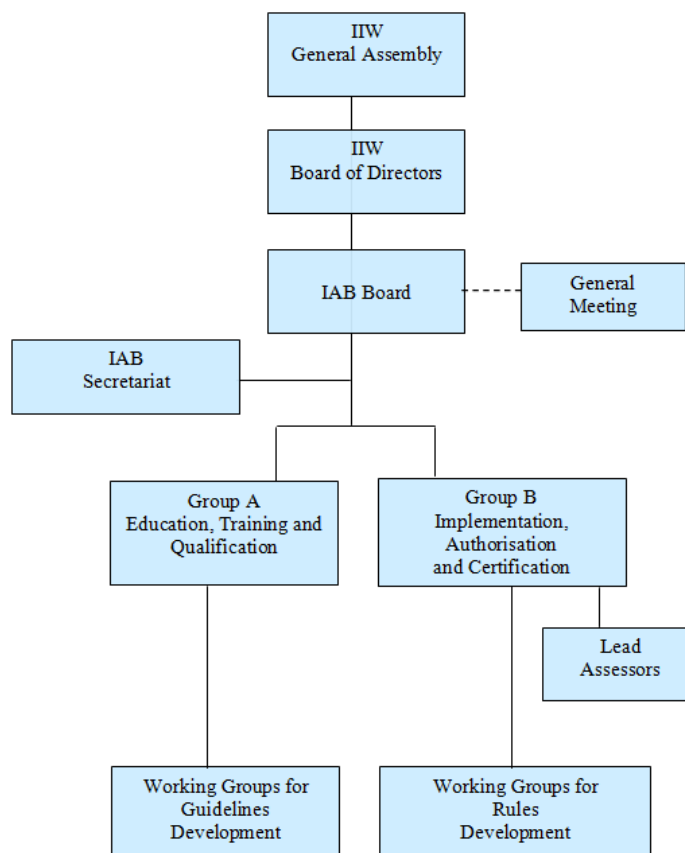 IIW
General Assembly
IIW
Board of Directors
IAB Board
General
Meeting
IAB
Secretariat
Group A
Education, Training and
Qualification
Group B
Implementation,
Authorisation
and Certification
Lead
Assessors
Working Groups for
Guidelines
Development
Working Groups for
Rules
Development